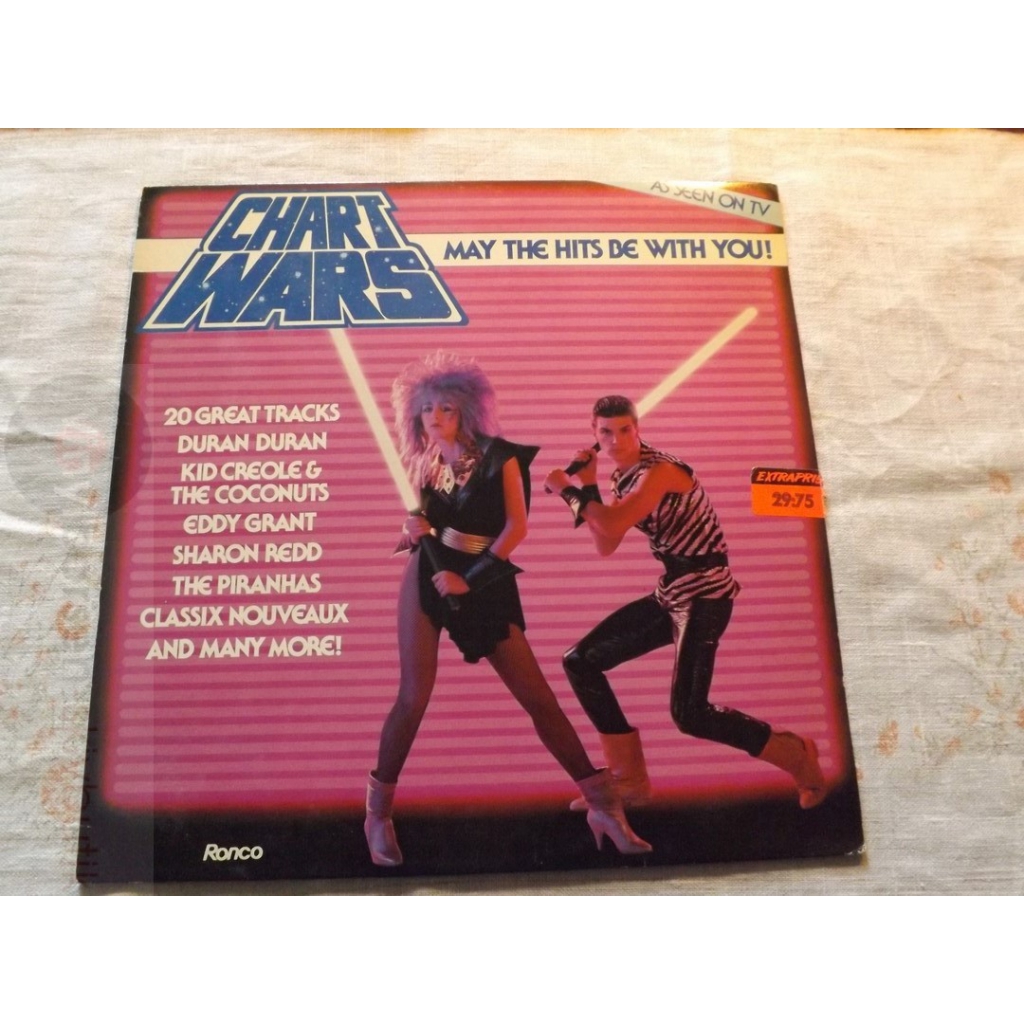 CHART
WARS
AS SEEN ON TV
MAY THE HITS BE WITH YOU!
20 GREAT TRACKS
DURAN DURAN
KID CREOLE &
THE COCONUTS
EDDY GRANT
SHARON REDD
THE PIRANHAS
CLASSIX NOUVEAUX
AND MANY MORE!
EXTRAPRIS
29:75
Ronco